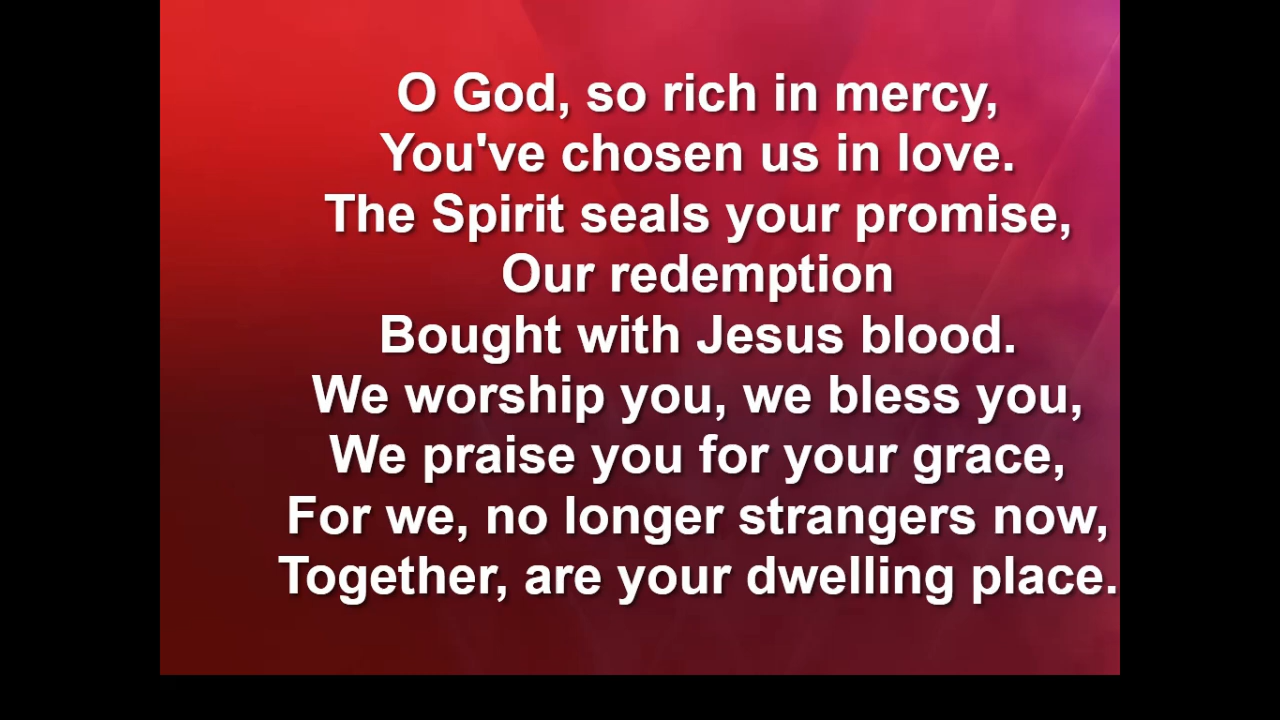 O God, so rich in mercy,
You've chosen us in love.
The Spirit seals your promise,
Our redemption
Bought with Jesus blood.
We worship you, we bless you,
We praise you for your grace,
For we, no longer strangers now,
Together, are your dwelling place.